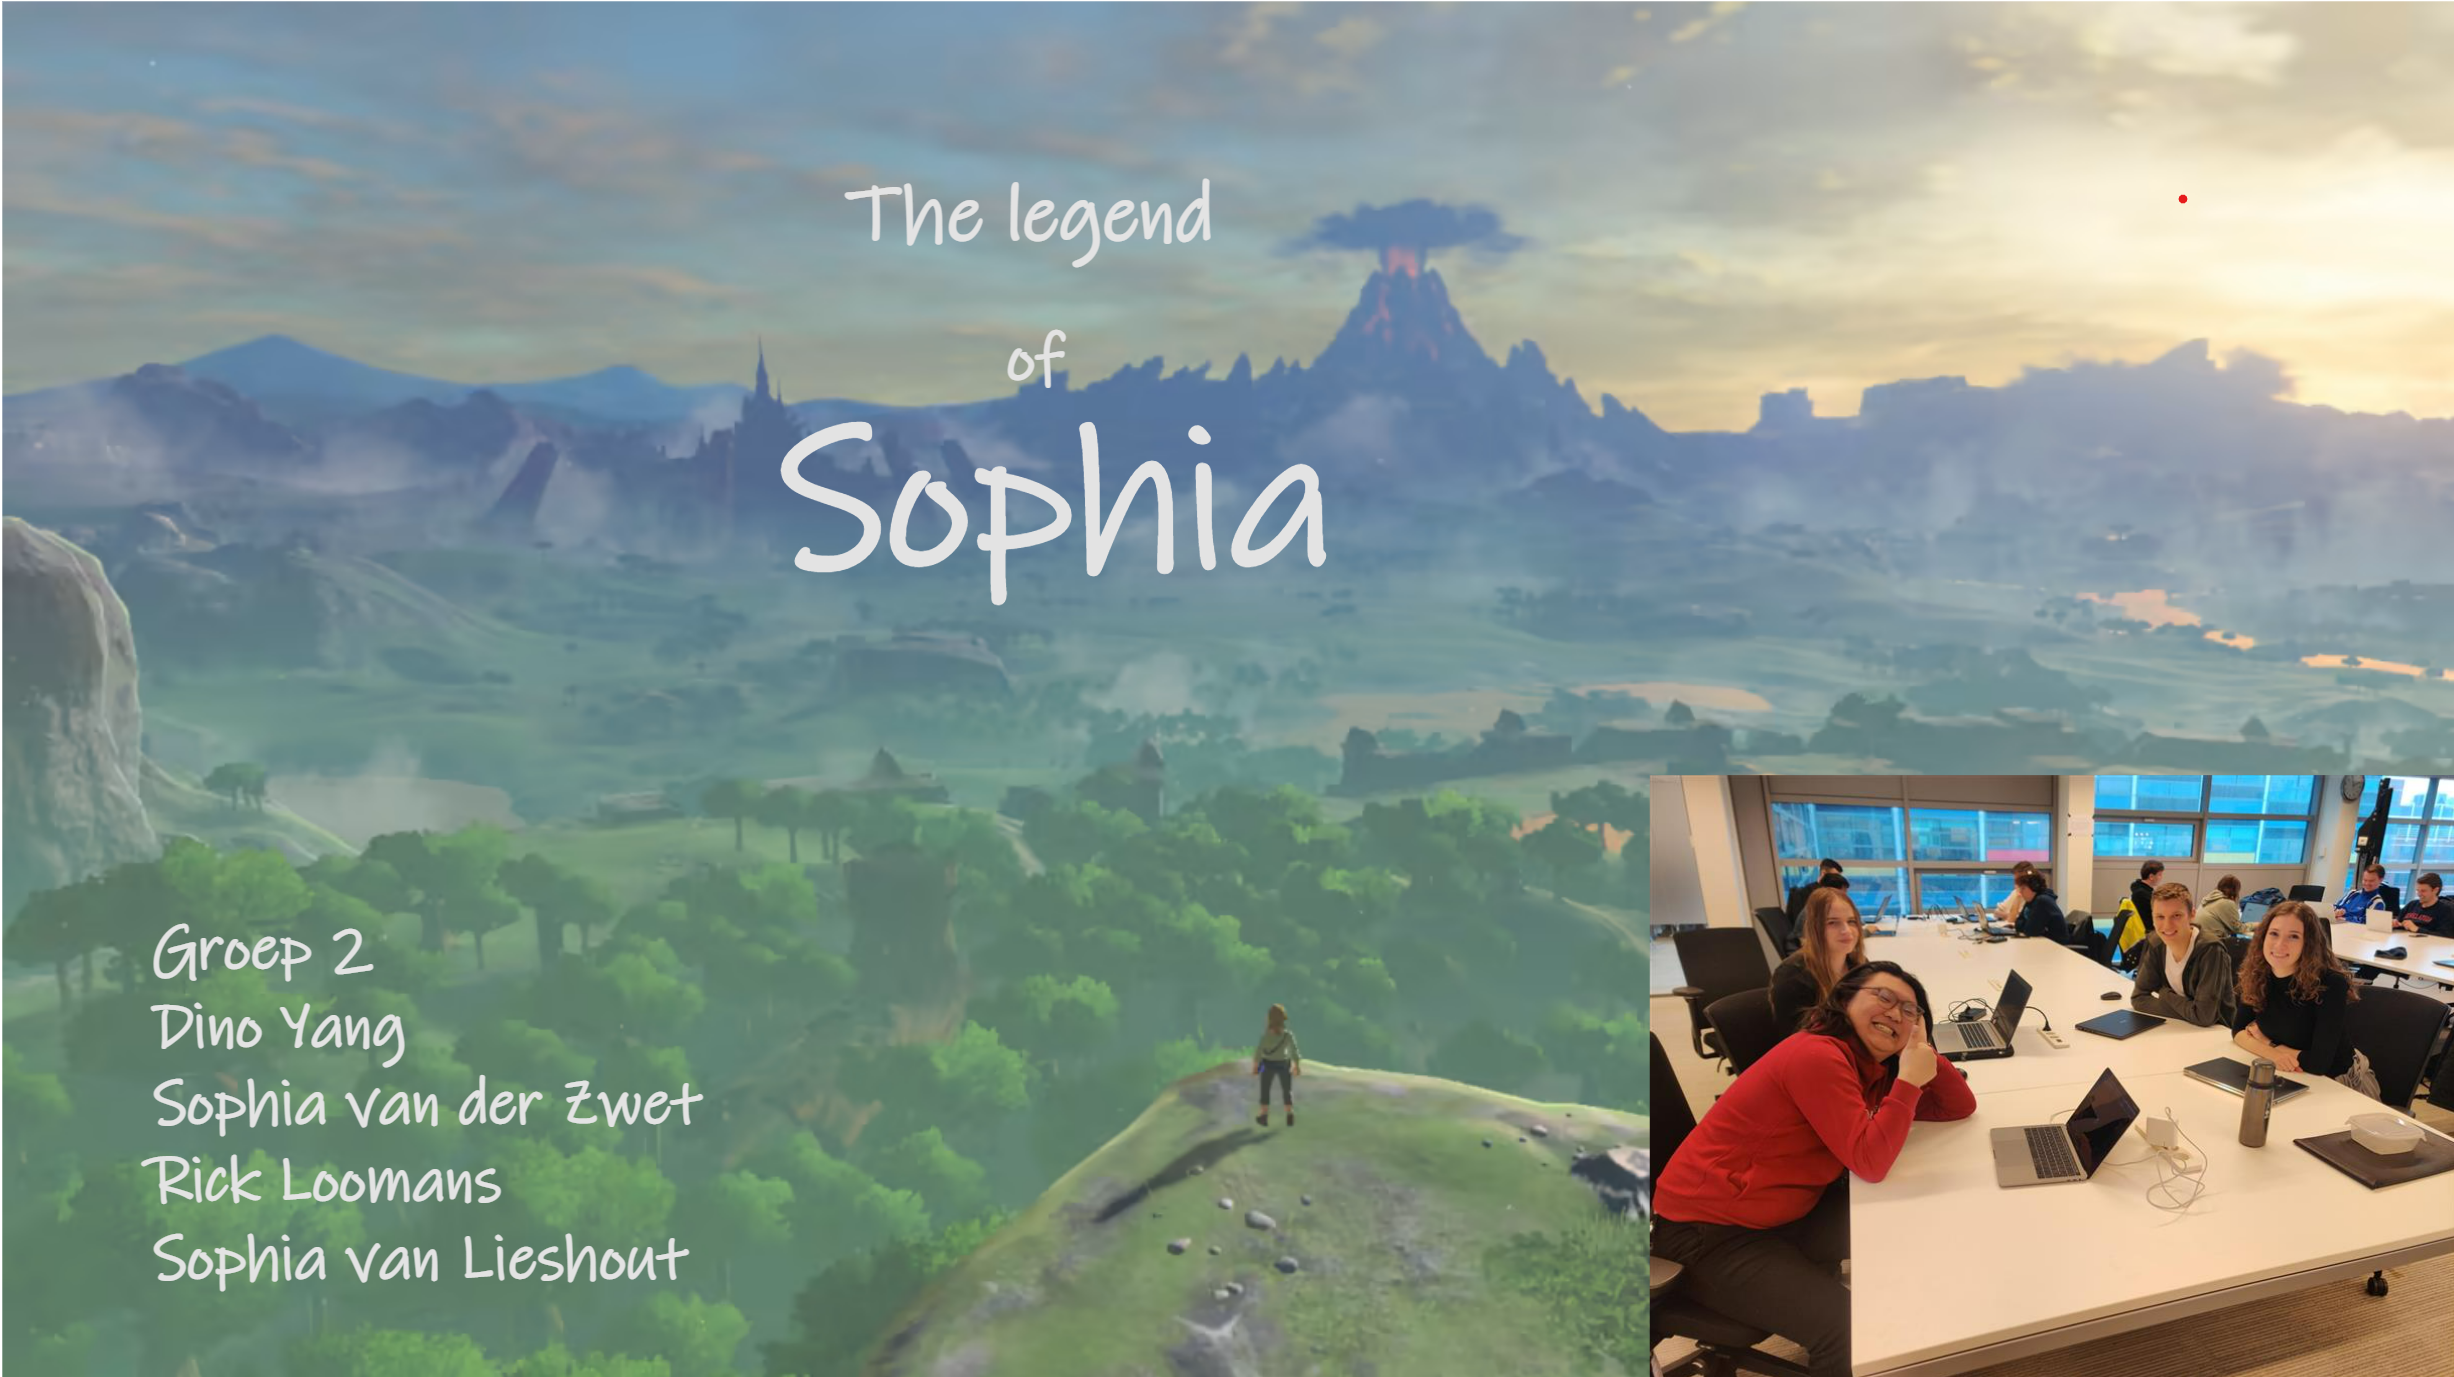 The legend
of
Sophia
Groep 2
Dino Yang
Sophia van der Zwet
Rick Loomans
Sophia van Lieshout